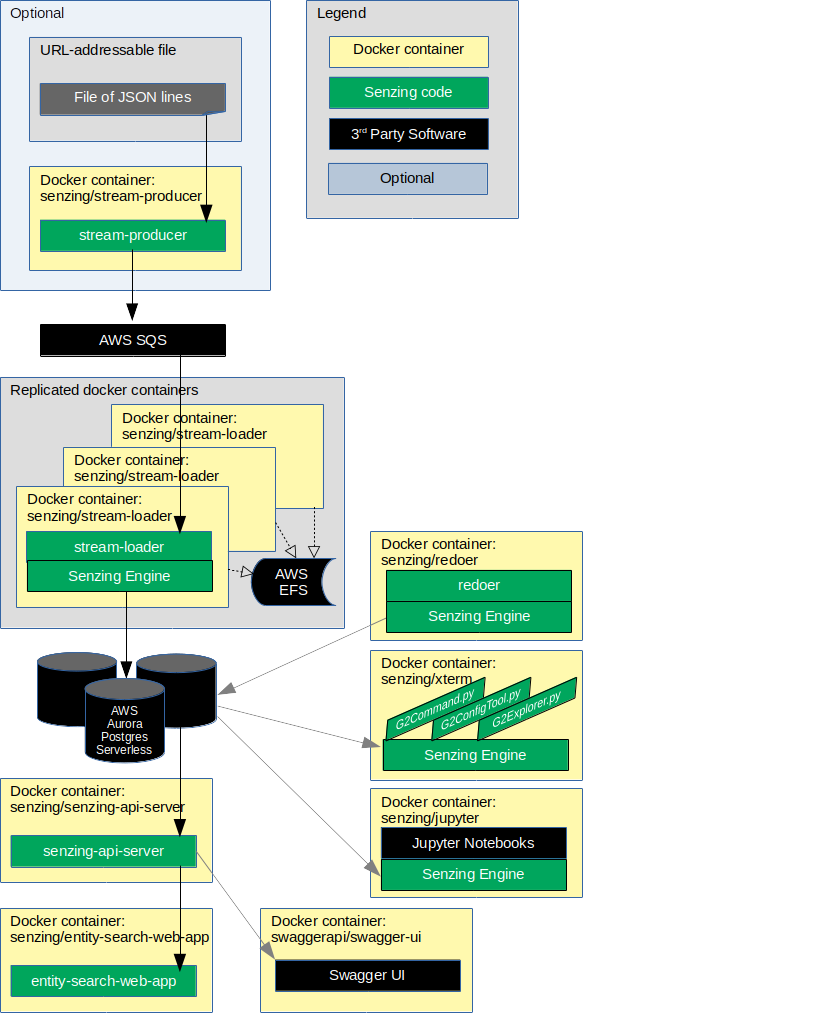 Optional
URL-addressable file
File of JSON lines
Docker container:
senzing/stream-producer
stream-producer
Legend
Docker container
Senzing code
3rd Party Software
Optional
AWS SQS
Replicated docker containers
Docker container:
senzing/stream-loader
Docker container:
senzing/stream-loader
Docker container:
senzing/stream-loader
stream-loader
Senzing Engine
AWS
EFS
Docker container:
senzing/redoer
redoer
Senzing Engine
Docker container:
senzing/xterm
G2Command.py
G2ConfigTool.py
G2Explorer.py
Senzing Engine
AWS
Aurora
Postgres
Serverless
Docker container:
senzing/jupyter
Jupyter Notebooks
Senzing Engine
Docker container:
senzing/senzing-api-server
senzing-api-server
Docker container:
senzing/entity-search-web-app
entity-search-web-app
Docker container:
swaggerapi/swagger-ui
Swagger UI